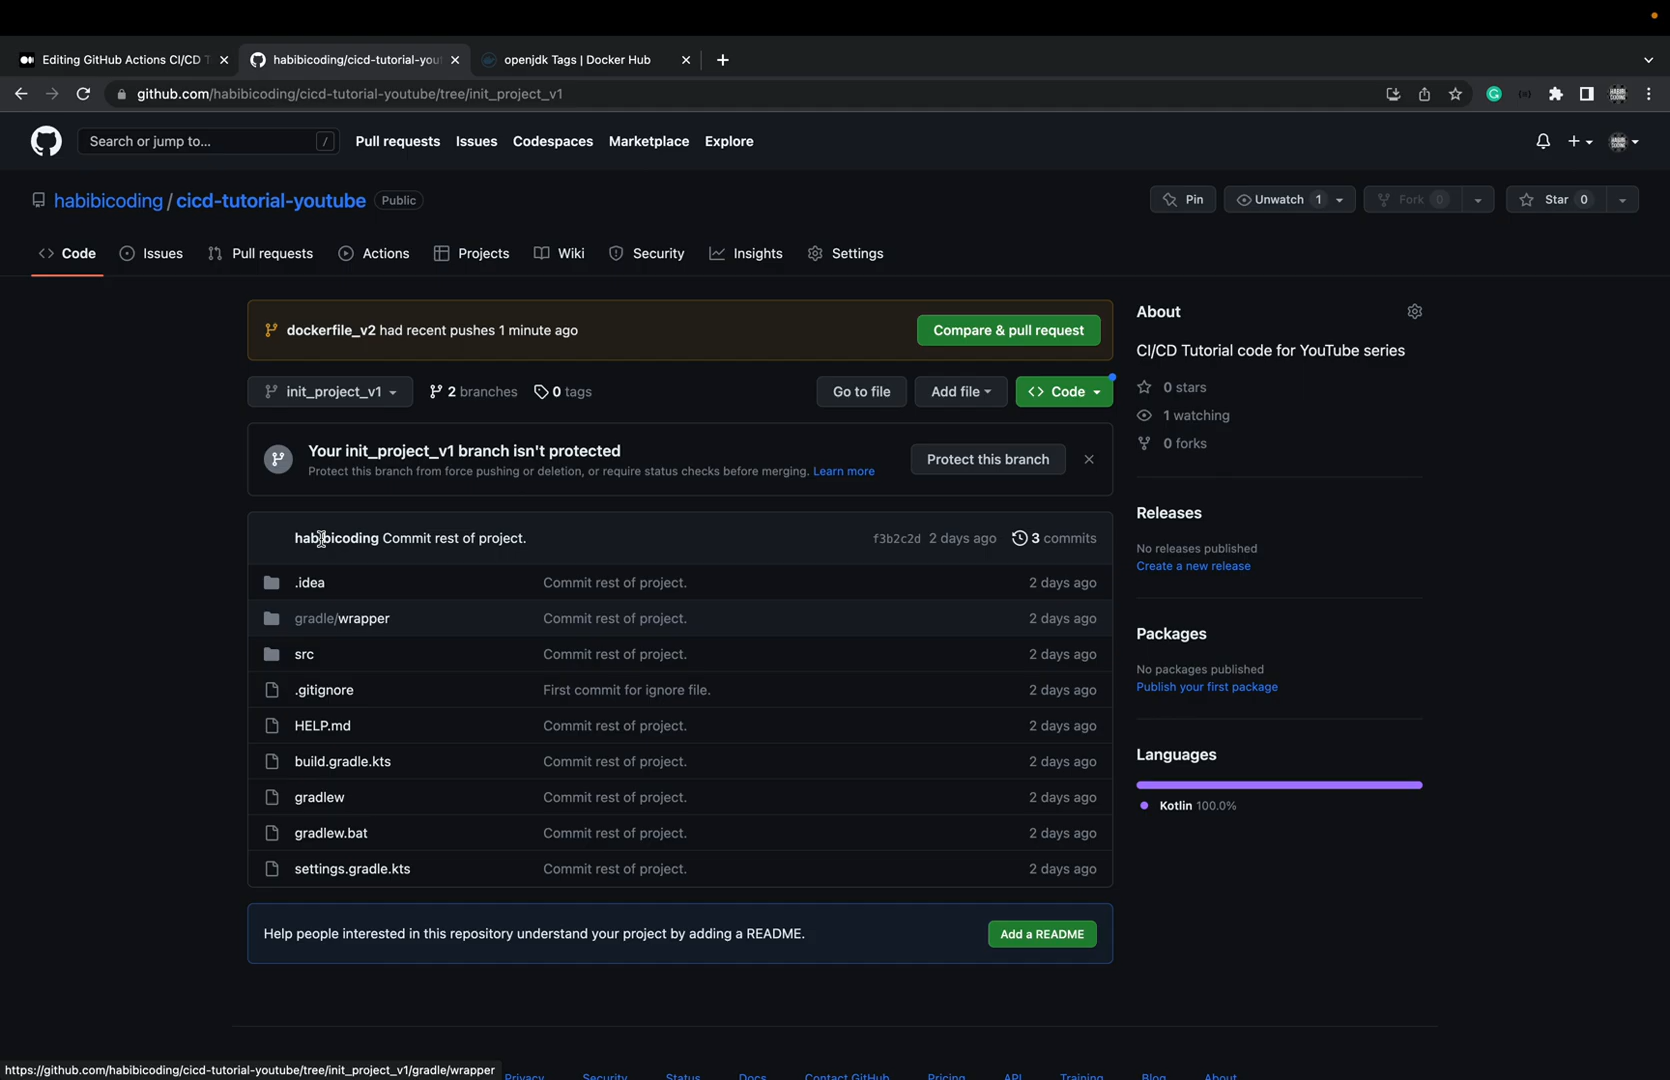 Editing GitHub Actions CI/CD T
habibicoding/cicd-tutorial-you
openjdk Tags | Docker Hub
github.com/habibicoding/cicd-tutorial-youtube/tree/init_project_v1
Search or jump to... /
Pull requests Issues Codespaces Marketplace Explore
habibicoding / cicd-tutorial-youtube Public
Pin Unwatch 1 Fork 0 Star 0
Code Issues Pull requests Actions Projects Wiki Security Insights Settings
dockerfile_v2 had recent pushes 1 minute ago
Compare & pull request
init_project_v1 2 branches 0 tags
Go to file Add file <> Code
Your init_project_v1 branch isn't protected
Protect this branch from force pushing or deletion, or require status checks before merging. Learn more
Protect this branch
habibicoding Commit rest of project. f3b2c2d 2 days ago 3 commits
.idea Commit rest of project. 2 days ago
gradle/wrapper Commit rest of project. 2 days ago
src Commit rest of project. 2 days ago
.gitignore First commit for ignore file. 2 days ago
HELP.md Commit rest of project. 2 days ago
build.gradle.kts Commit rest of project. 2 days ago
gradlew Commit rest of project. 2 days ago
gradlew.bat Commit rest of project. 2 days ago
settings.gradle.kts Commit rest of project. 2 days ago
Help people interested in this repository understand your project by adding a README.
Add a README
About
CI/CD Tutorial code for YouTube series
0 stars
1 watching
0 forks
Releases
No releases published
Create a new release
Packages
No packages published
Publish your first package
Languages
Kotlin 100.0%
https://github.com/habibicoding/cicd-tutorial-youtube/tree/init_project_v1/gradle/wrapper
Privacy Security Status Docs Contact GitHub Pricing API Training Blog About